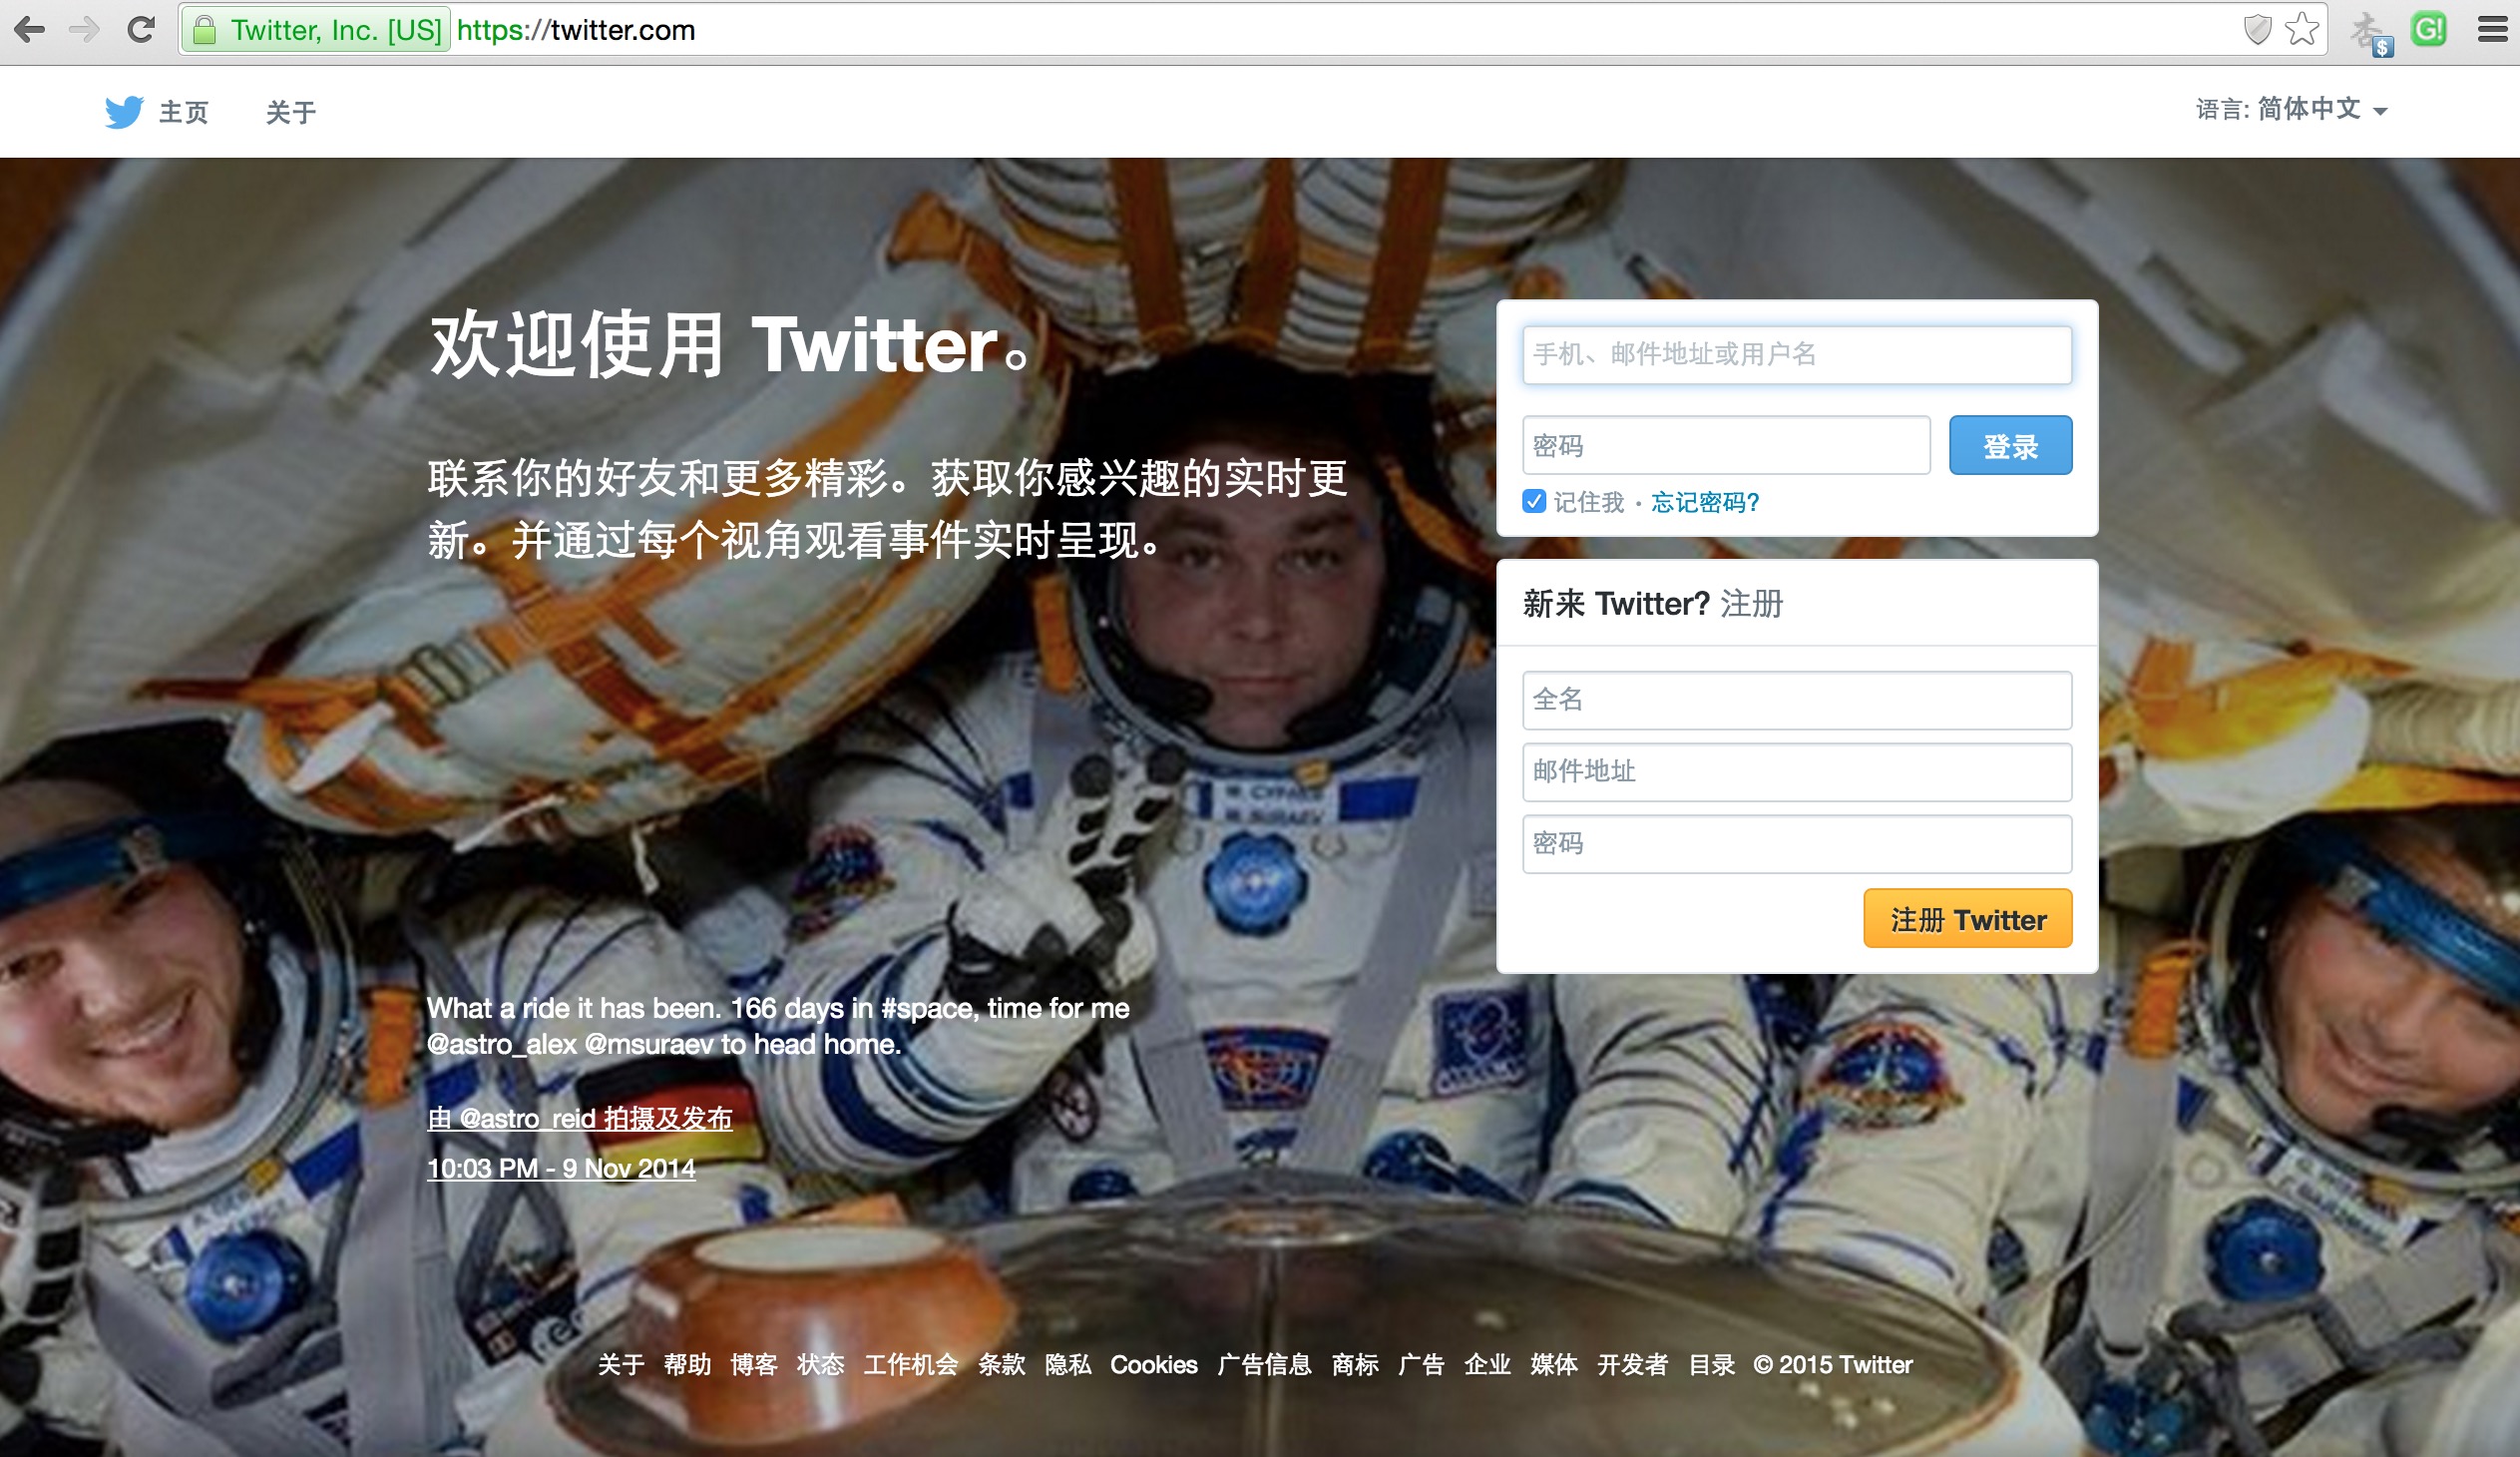 Twitter, Inc. [US] https://twitter.com
主页 关于
语言: 简体中文
欢迎使用 Twitter。
联系你的好友和更多精彩。获取你感兴趣的实时更
新。并通过每个视角观看事件实时呈现。
手机、邮件地址或用户名
密码 登录
记住我 · 忘记密码?
新来 Twitter? 注册
全名
邮件地址
密码
注册 Twitter
What a ride it has been. 166 days in #space, time for me
@astro_alex @msuraev to head home.
由 @astro_reid 拍摄及发布
10:03 PM - 9 Nov 2014
关于 帮助 博客 状态 工作机会 条款 隐私 Cookies 广告信息 商标 广告 企业 媒体 开发者 目录 © 2015 Twitter